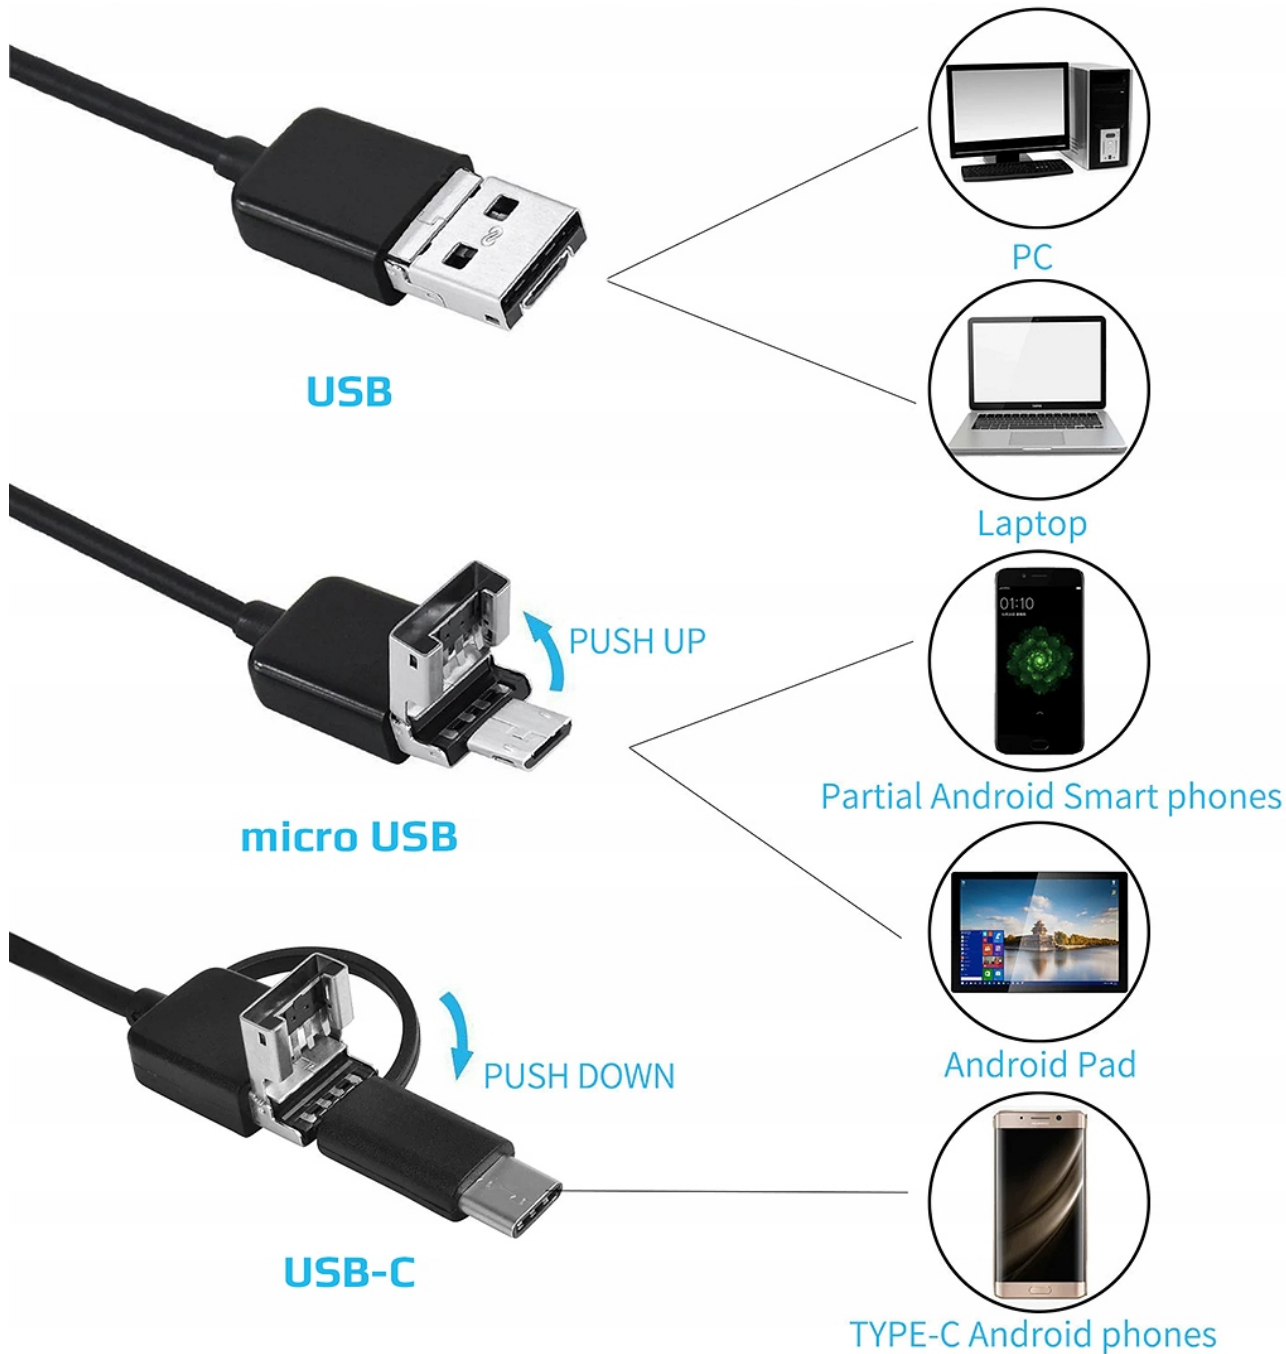 PC
USB
Laptop
01:10
PUSH UP
Partial Android Smart phones
micro USB
Android Pad
PUSH DOWN
USB-C
TYPE-C Android phones